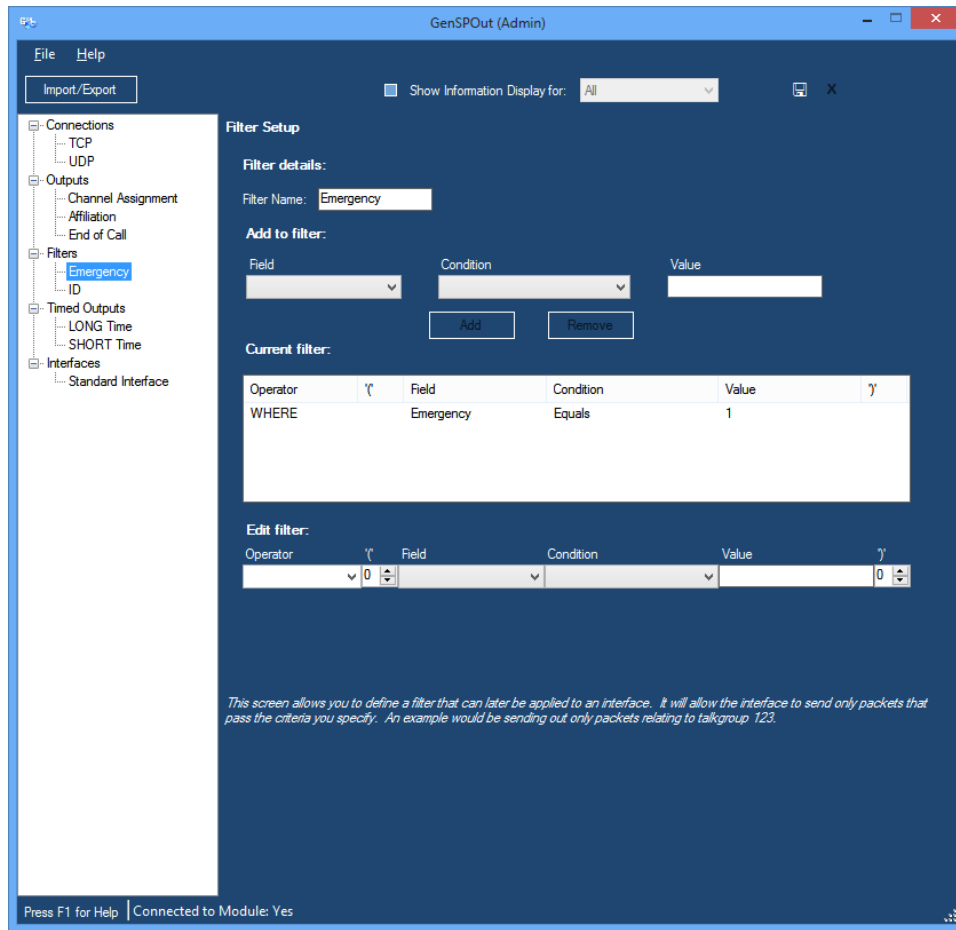 GenSPOut (Admin)
File Help
Import/Export
Show Information Display for: All
X
Connections
TCP
UDP
Outputs
Channel Assignment
Affiliation
End of Call
Filters
Emergency
ID
Timed Outputs
LONG Time
SHORT Time
Interfaces
Standard Interface
Filter Setup
Filter details:
Filter Name: Emergency
Add to filter:
Field Condition Value
Add Remove
Current filter:
Operator '(' Field Condition Value ')'
WHERE Emergency Equals 1
Edit filter:
Operator '(' Field Condition Value ')'
0 0
This screen allows you to define a filter that can later be applied to an interface. It will allow the interface to send only packets that
pass the criteria you specify. An example would be sending out only packets relating to talkgroup 123.
Press F1 for Help Connected to Module: Yes